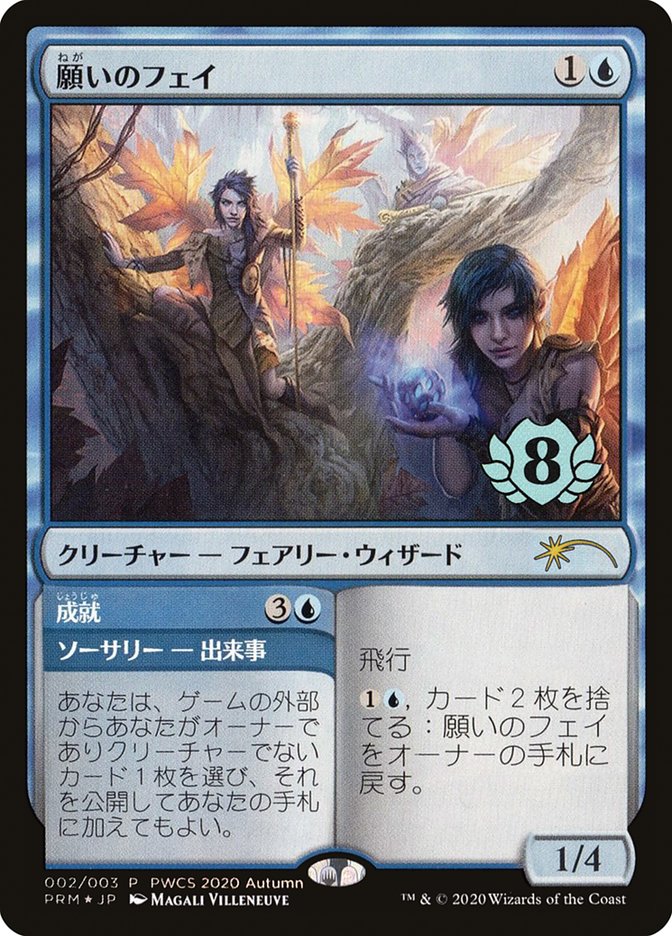 ねが
願いのフェイ
1
8
クリーチャー — フェアリー・ウィザード
じょうじゅ
成就
3
ソーサリー — 出来事
あなたは、ゲームの外部
からあなたがオーナーで
ありクリーチャーでない
カード1枚を選び、それ
を公開してあなたの手札
に加えてもよい。
飛行
1 , カード2枚を捨
てる：願いのフェイ
をオーナーの手札に
戻す。
1/4
002/003 P PWCS 2020 Autumn
PRM★JP MAGALI VILLENEUVE
™ & © 2020 Wizards of the Coast